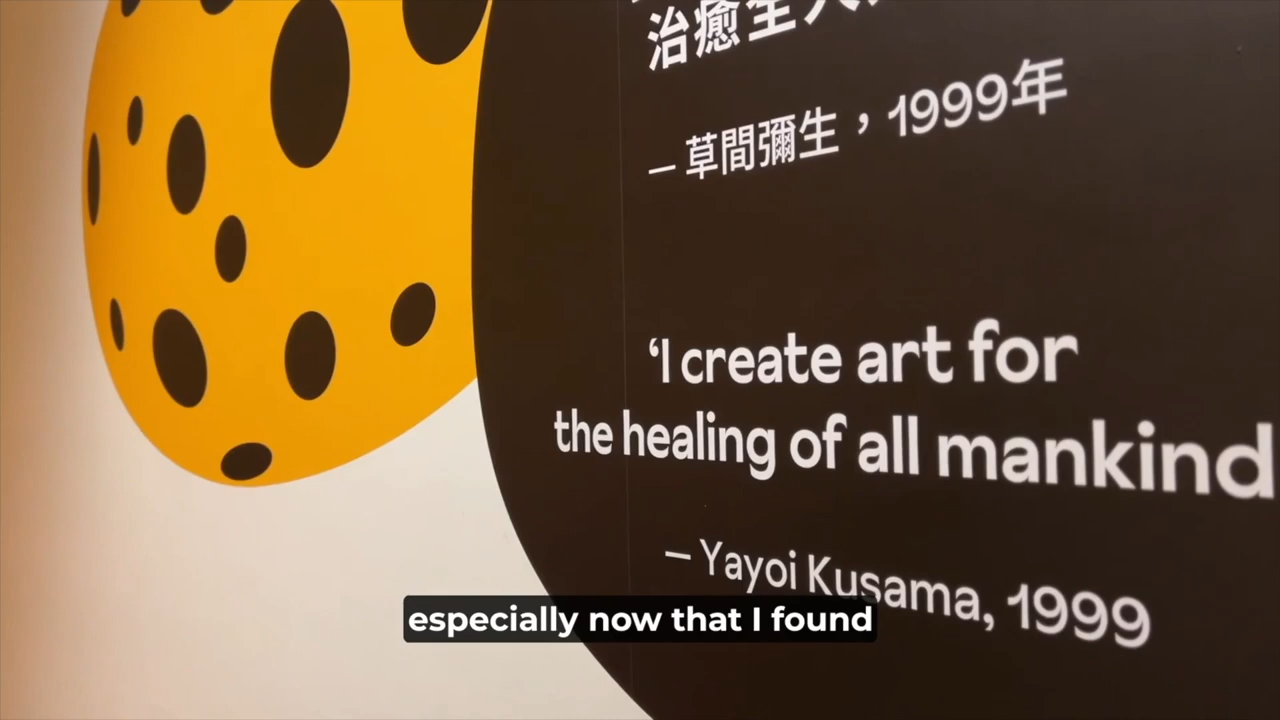 治癒全人
— 草間彌生，1999年
‘I create art for
the healing of all mankind
— Yayoi Kusama, 1999
especially now that I found